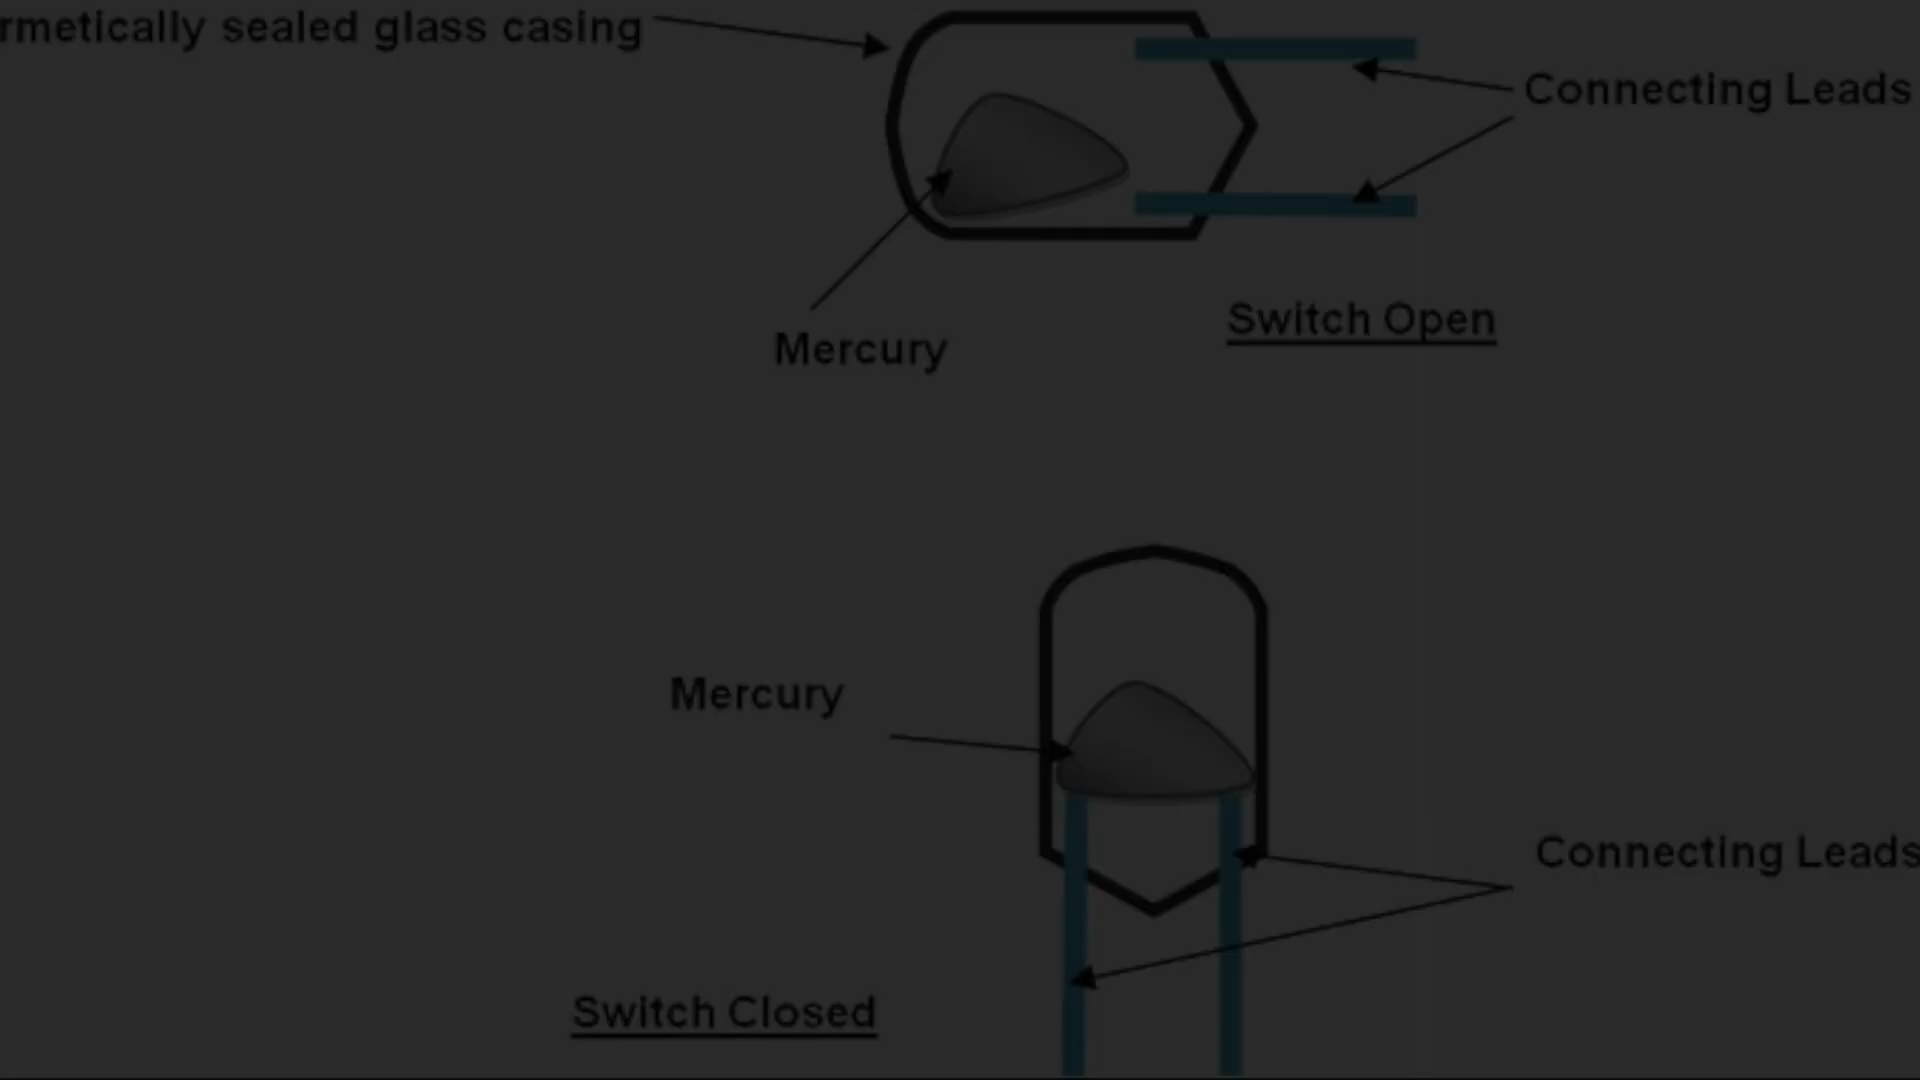 rmetically sealed glass casing
Connecting Leads
Switch Open
Mercury
Mercury
Connecting Leads
Switch Closed